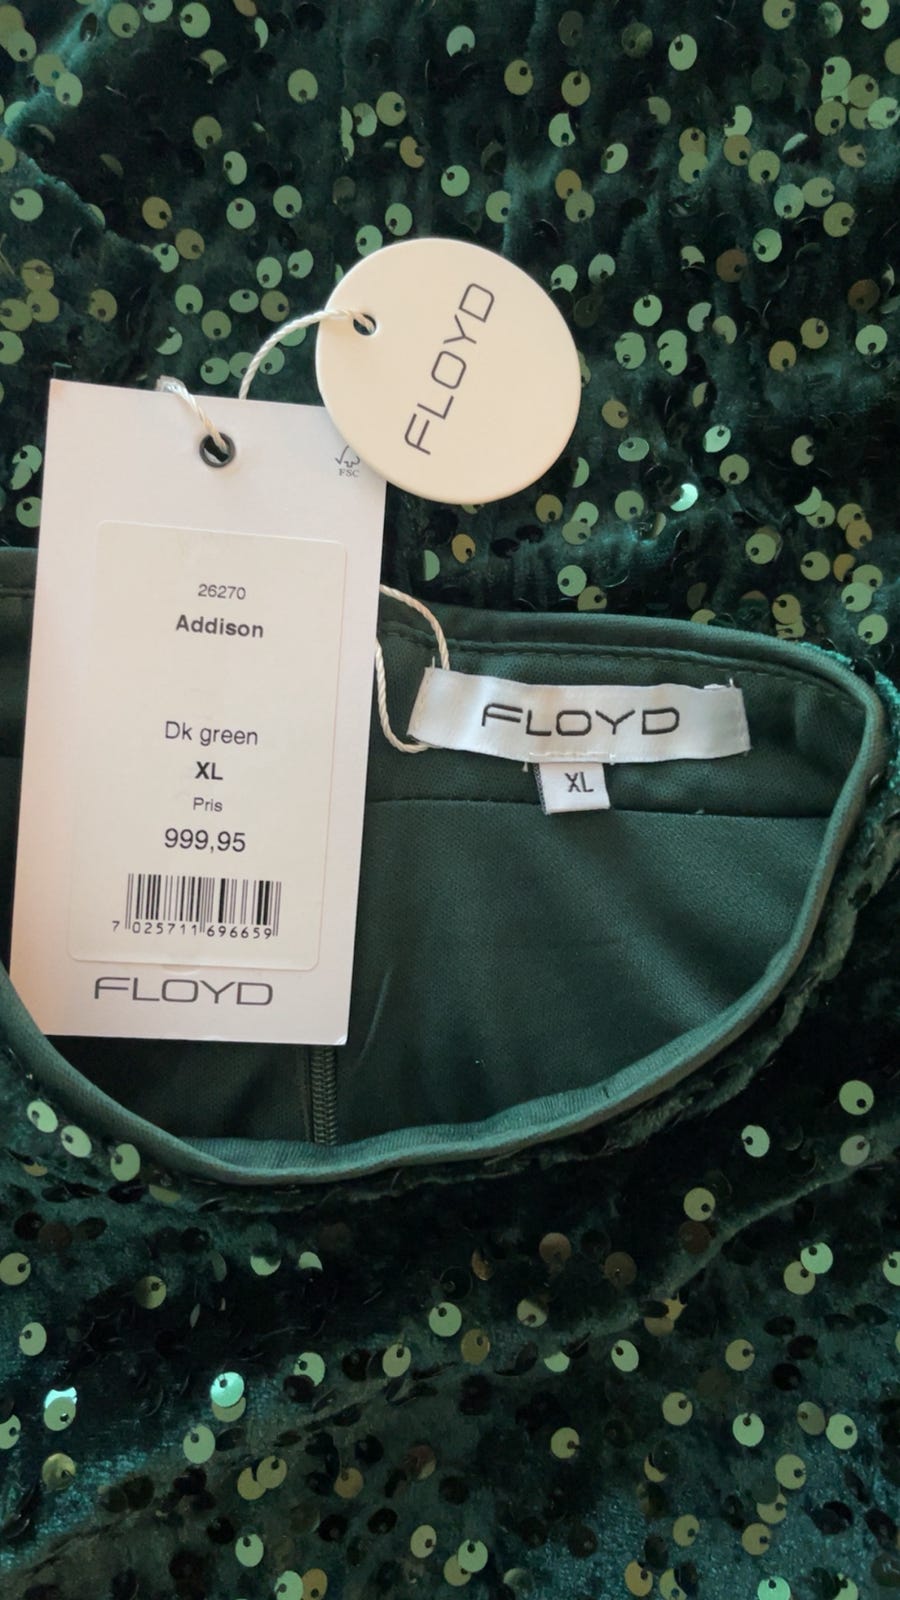 FLOYD
FSC
26270
Addison
Dk green
XL
Pris
999,95
7 025711 696659
FLOYD
FLOYD
XL